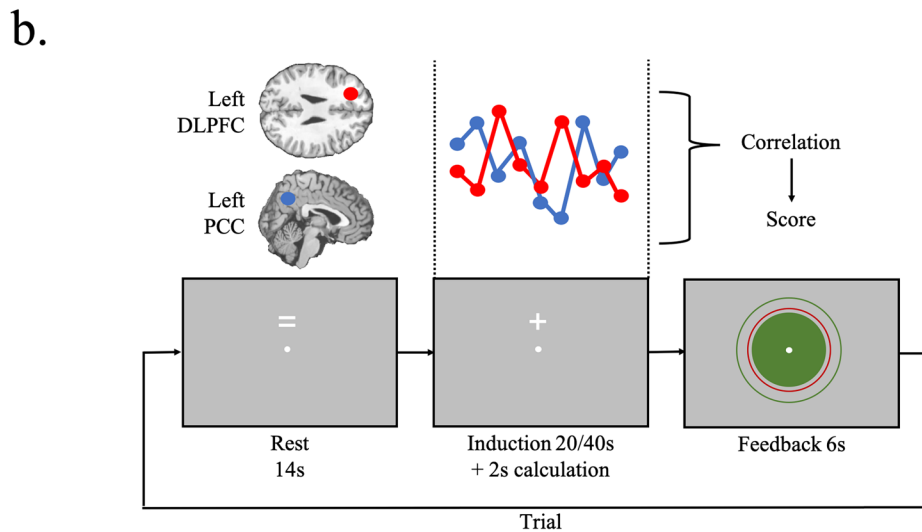 b.
Left
DLPFC
Left
PCC
Correlation
Score
=
+
Rest
14s
Induction 20/40s
+ 2s calculation
Feedback 6s
Trial